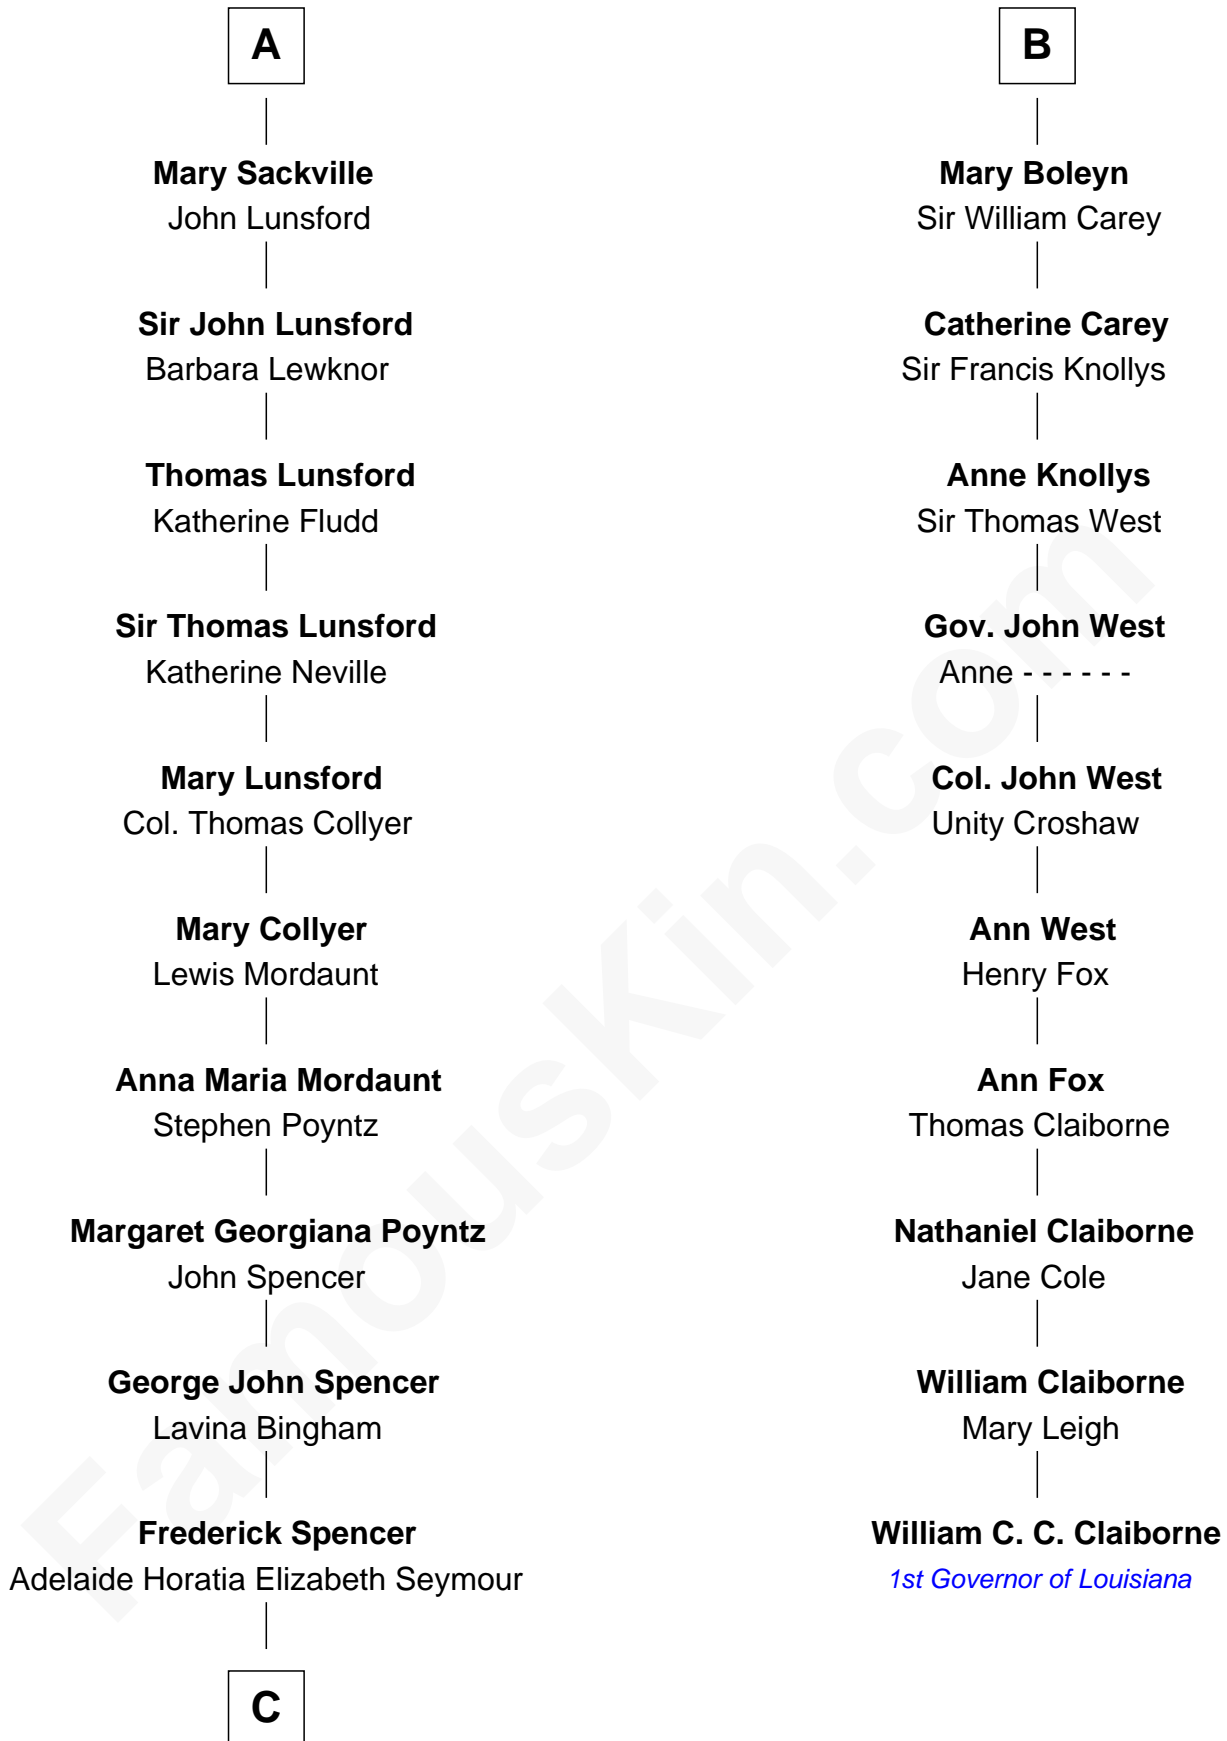 A
Mary Sackville
John Lunsford
Sir John Lunsford
Barbara Lewknor
Thomas Lunsford
Katherine Fludd
Sir Thomas Lunsford
Katherine Neville
Mary Lunsford
Col. Thomas Collyer
Mary Collyer
Lewis Mordaunt
Anna Maria Mordaunt
Stephen Poyntz
Margaret Georgiana Poyntz
John Spencer
George John Spencer
Lavina Bingham
Frederick Spencer
Adelaide Horatia Elizabeth Seymour
C
B
Mary Boleyn
Sir William Carey
Catherine Carey
Sir Francis Knollys
Anne Knollys
Sir Thomas West
Gov. John West
Anne - - - - - -
Col. John West
Unity Croshaw
Ann West
Henry Fox
Ann Fox
Thomas Claiborne
Nathaniel Claiborne
Jane Cole
William Claiborne
Mary Leigh
William C. C. Claiborne
1st Governor of Louisiana
FamousKin.com